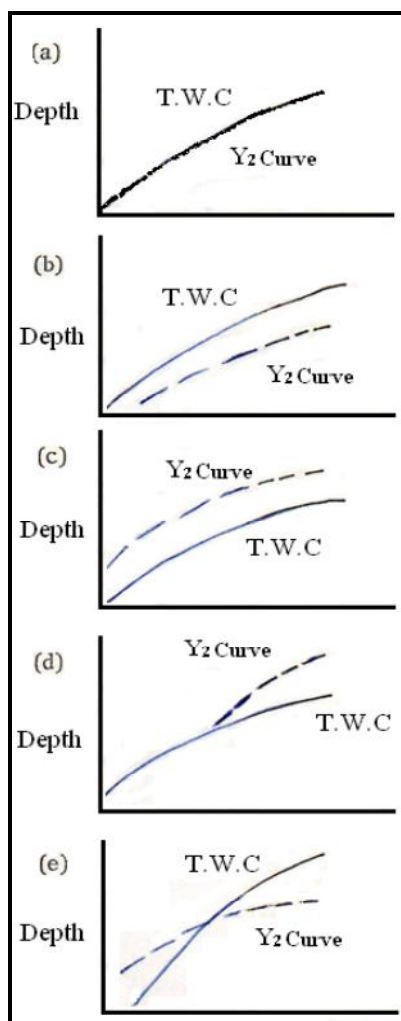 (a)
T.W.C
Depth
Y2 Curve
(b)
T.W.C
Depth
Y2 Curve
(c)
Y2 Curve
Depth
T.W.C
Y2 Curve
(d)
T.W.C
Depth
(e)
T.W.C
Depth
Y2 Curve